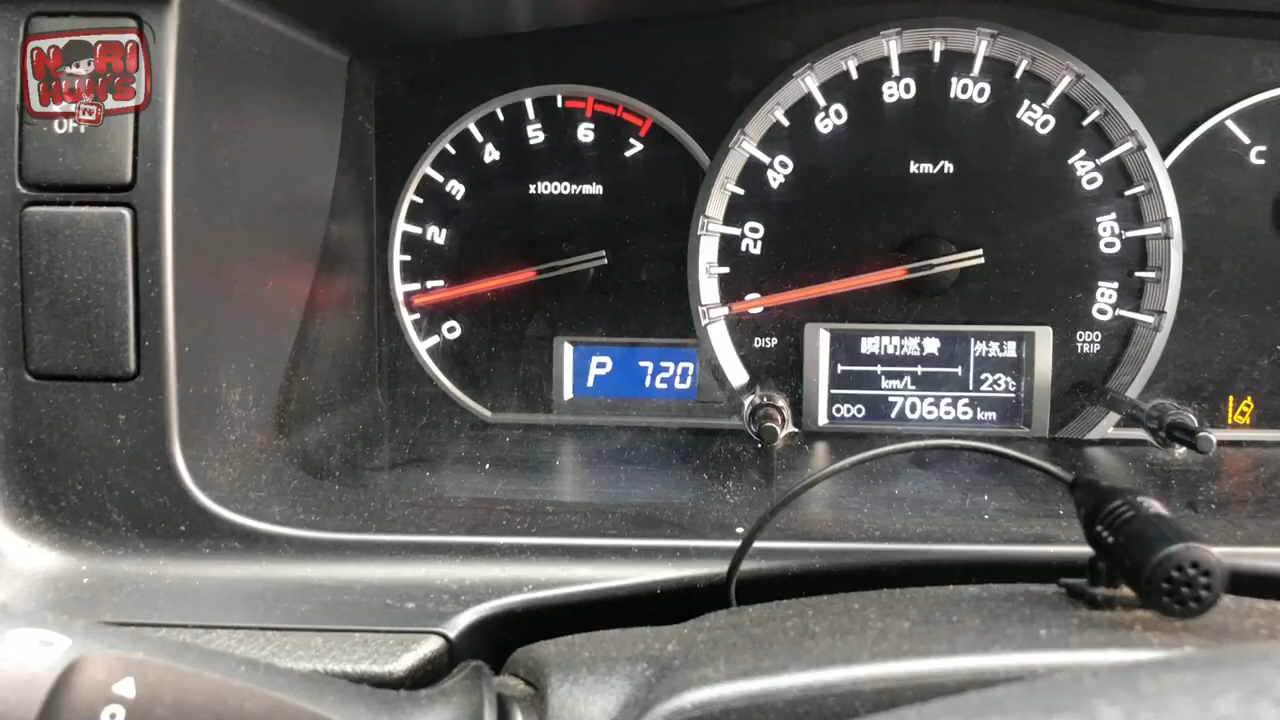 NORI
HUN'S
TV
OFF
0
1
2
3
4
5
6
7
x1000r/min
P 720
0
20
40
60
80
100
120
140
160
180
km/h
DISP
ODO
TRIP
瞬間燃費
km/L
外気温
23℃
ODO 70666 km
C